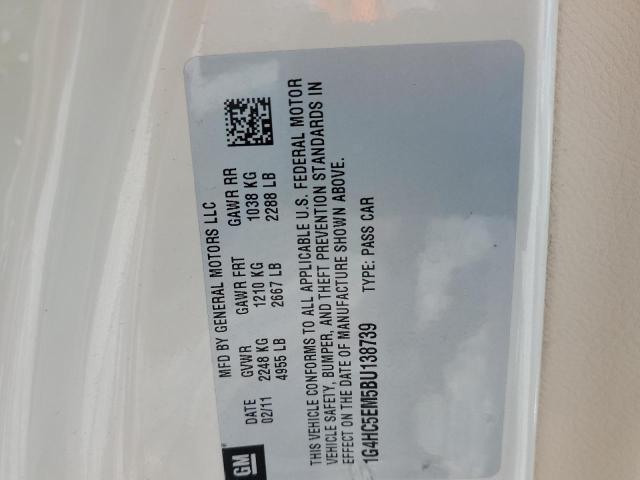 GM
MFD BY GENERAL MOTORS LLC
DATE GVWR GAWR FRT GAWR RR
02/11 2248 KG 1210 KG 1038 KG
4955 LB 2667 LB 2288 LB
THIS VEHICLE CONFORMS TO ALL APPLICABLE U.S. FEDERAL MOTOR
VEHICLE SAFETY, BUMPER, AND THEFT PREVENTION STANDARDS IN
EFFECT ON THE DATE OF MANUFACTURE SHOWN ABOVE.
1G4HC5EM5BU138739 TYPE: PASS CAR